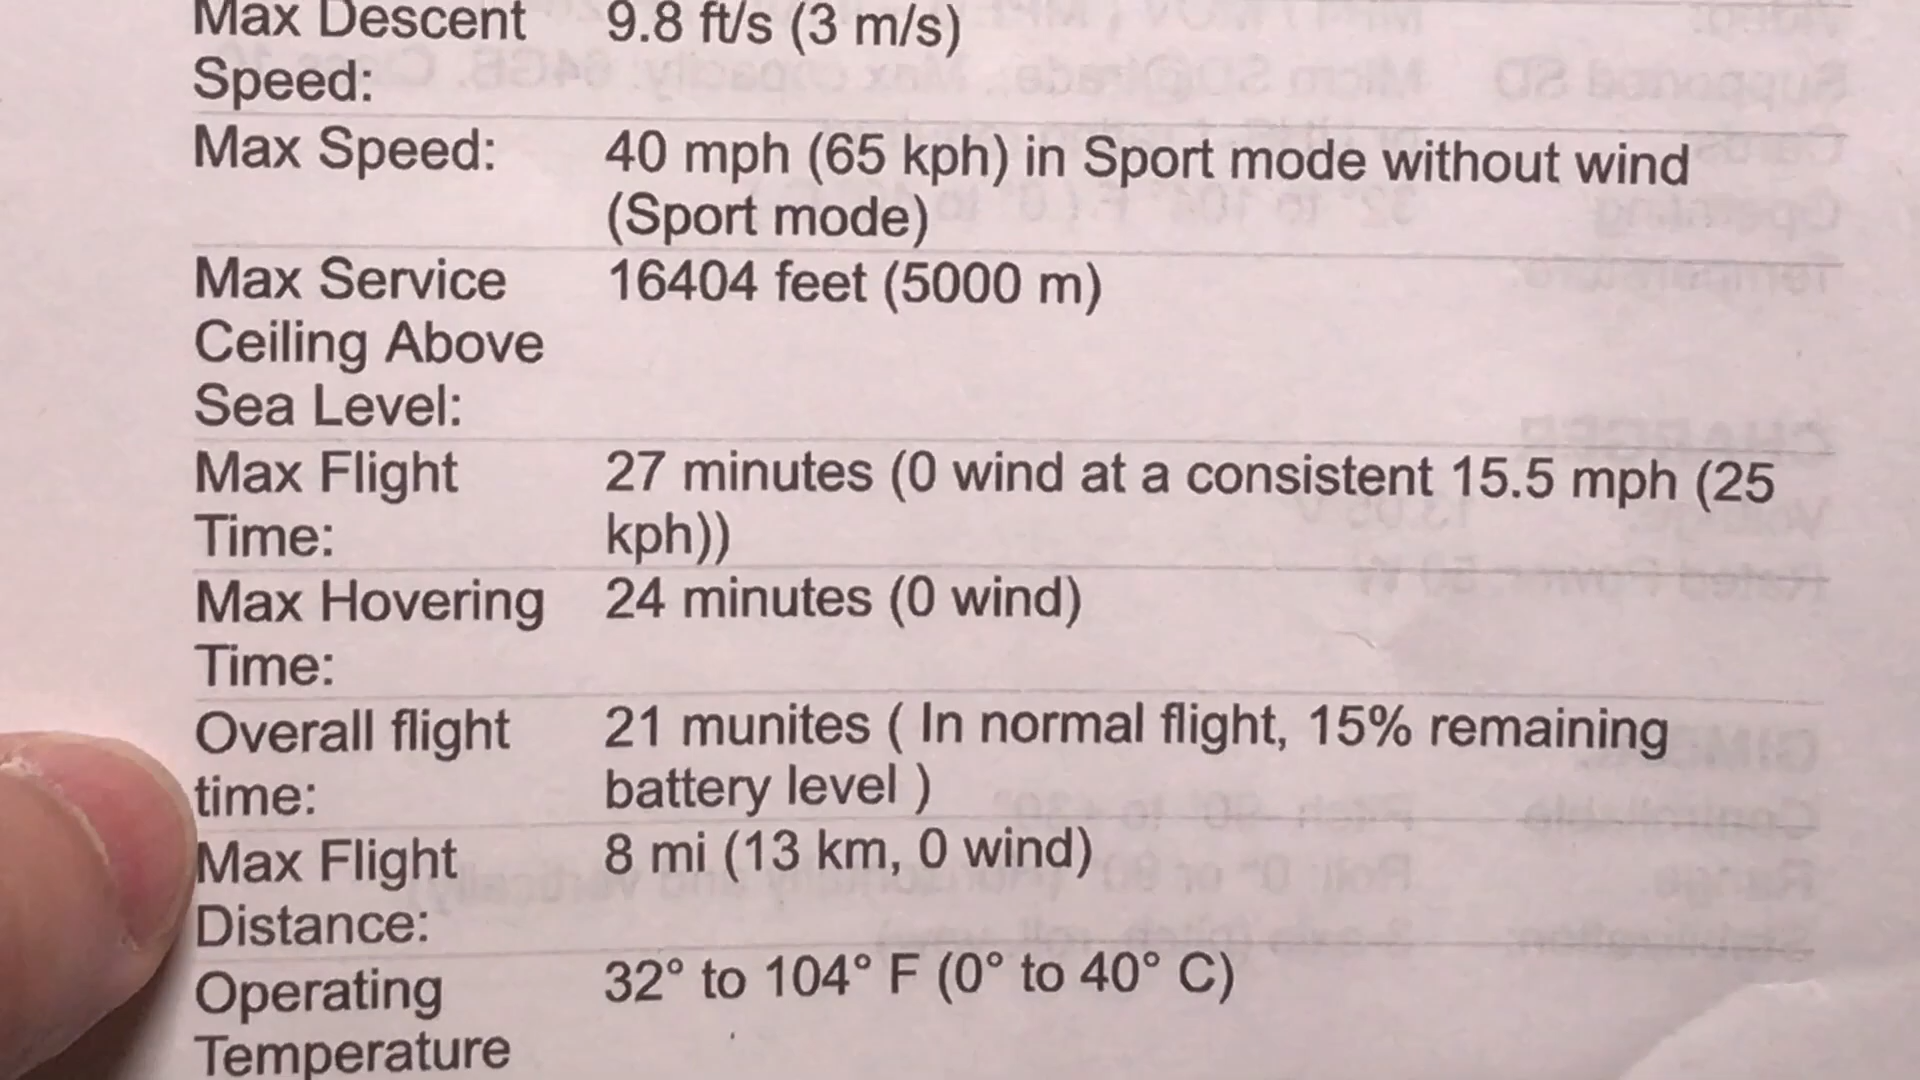 Max Descent 9.8 ft/s (3 m/s)
Speed:
Max Speed: 40 mph (65 kph) in Sport mode without wind
(Sport mode)
Max Service 16404 feet (5000 m)
Ceiling Above
Sea Level:
Max Flight 27 minutes (0 wind at a consistent 15.5 mph (25
Time: kph))
Max Hovering 24 minutes (0 wind)
Time:
Overall flight 21 munites ( In normal flight, 15% remaining
time: battery level )
Max Flight 8 mi (13 km, 0 wind)
Distance:
Operating 32° to 104° F (0° to 40° C)
Temperature